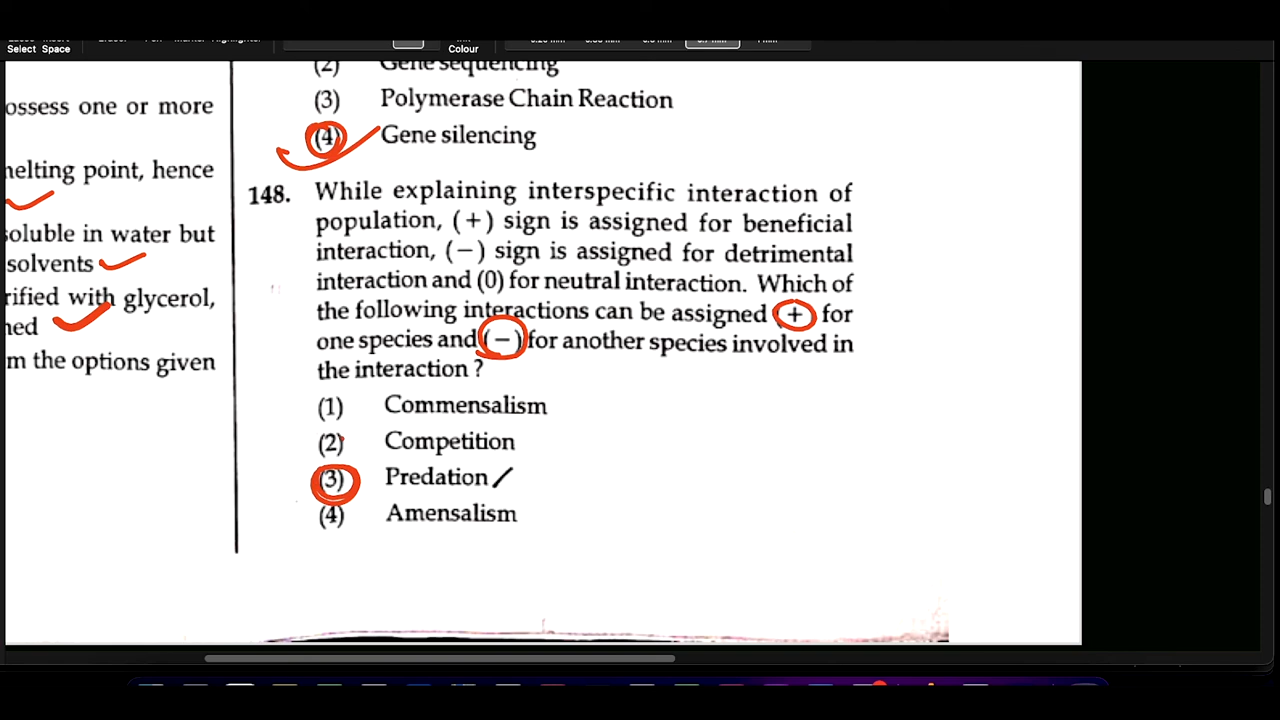 Select Space
Colour
(2) Gene sequencing
ossess one or more
(3) Polymerase Chain Reaction
(4) Gene silencing
nelting point, hence
148. While explaining interspecific interaction of
population, (+) sign is assigned for beneficial
soluble in water but
interaction, (−) sign is assigned for detrimental
solvents
interaction and (0) for neutral interaction. Which of
rified with glycerol,
the following interactions can be assigned (+) for
ned
one species and (−) for another species involved in
m the options given
the interaction ?
(1) Commensalism
(2) Competition
(3) Predation
(4) Amensalism